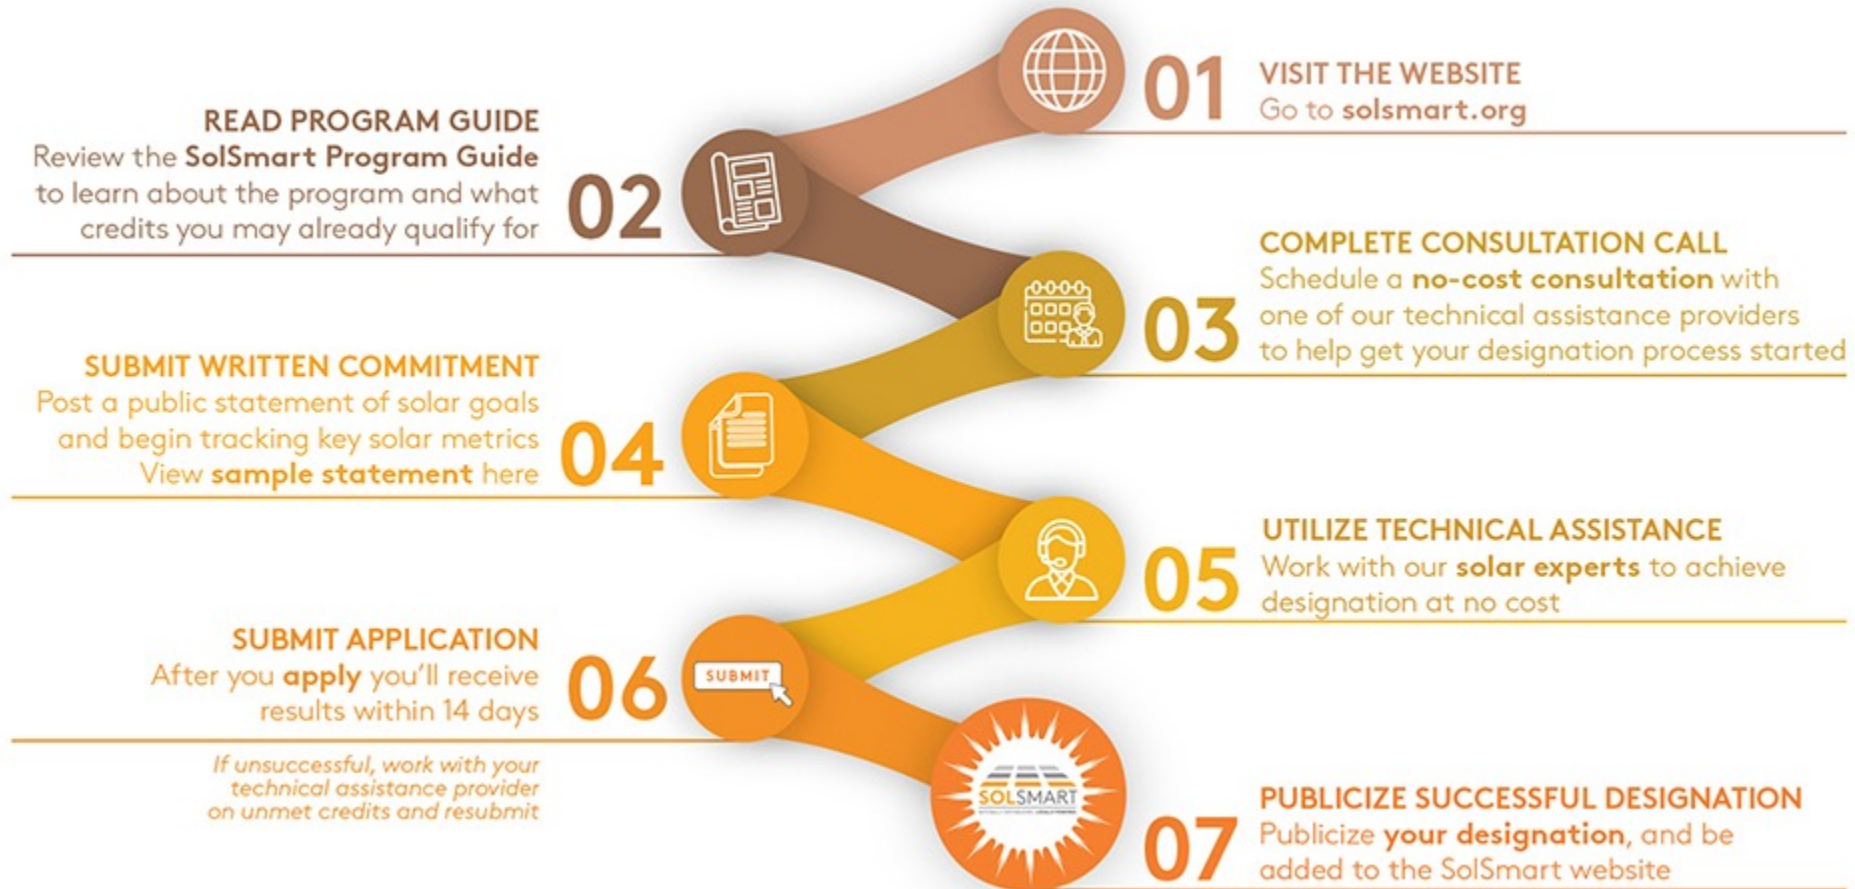 01
VISIT THE WEBSITE
Go to solsmart.org
READ PROGRAM GUIDE
Review the SolSmart Program Guide
to learn about the program and what
credits you may already qualify for
02
COMPLETE CONSULTATION CALL
Schedule a no-cost consultation with
one of our technical assistance providers
to help get your designation process started
03
SUBMIT WRITTEN COMMITMENT
Post a public statement of solar goals
and begin tracking key solar metrics
View sample statement here
04
UTILIZE TECHNICAL ASSISTANCE
Work with our solar experts to achieve
designation at no cost
05
SUBMIT APPLICATION
After you apply you'll receive
results within 14 days
06
SUBMIT
If unsuccessful, work with your
technical assistance provider
on unmet credits and resubmit
SOLSMART
07
PUBLICIZE SUCCESSFUL DESIGNATION
Publicize your designation, and be
added to the SolSmart website